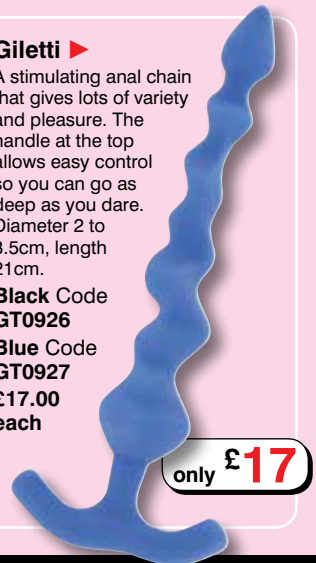 Giletti ►
A stimulating anal chain
that gives lots of variety
and pleasure. The
handle at the top
allows easy control
so you can go as
deep as you dare.
Diameter 2 to
3.5cm, length
21cm.
Black Code
GT0926
Blue Code
GT0927
£17.00
each
only £17